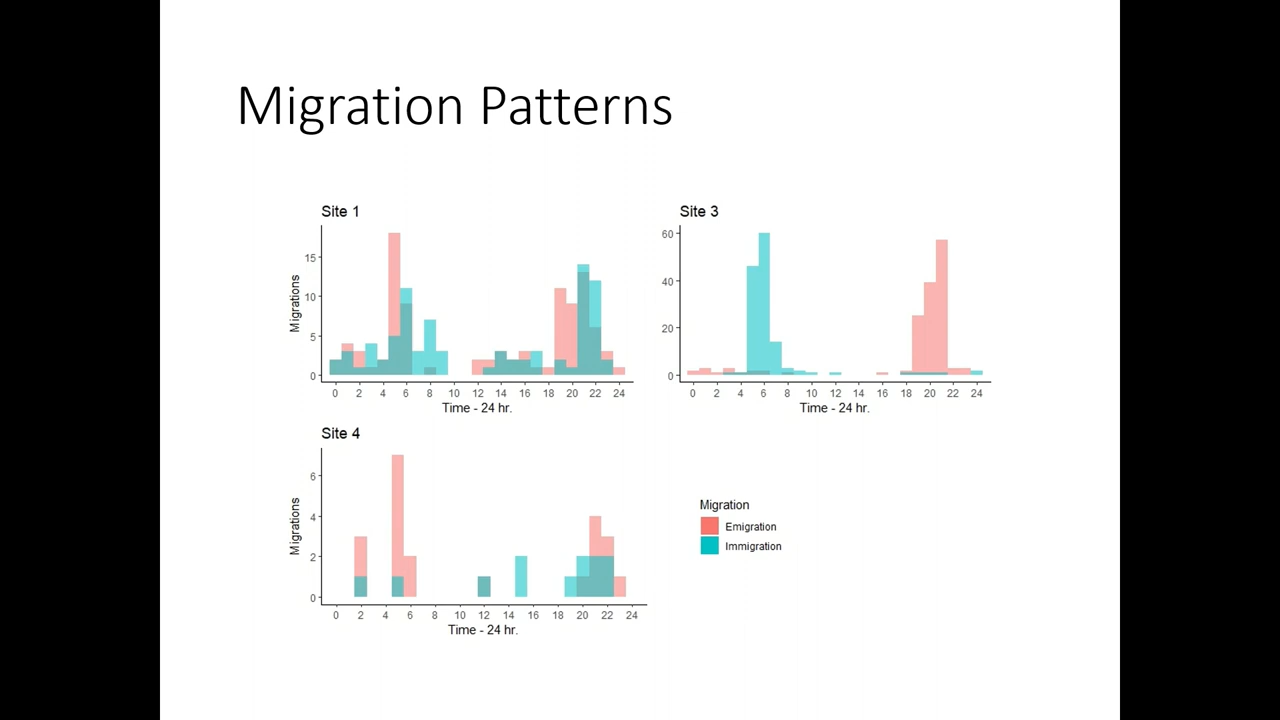 Migration Patterns
Site 1
Migrations
15
10
5
0
0 2 4 6 8 10 12 14 16 18 20 22 24
Time - 24 hr.
Site 3
60
40
20
0
0 2 4 6 8 10 12 14 16 18 20 22 24
Time - 24 hr.
Site 4
Migrations
6
4
2
0
0 2 4 6 8 10 12 14 16 18 20 22 24
Time - 24 hr.
Migration
Emigration
Immigration